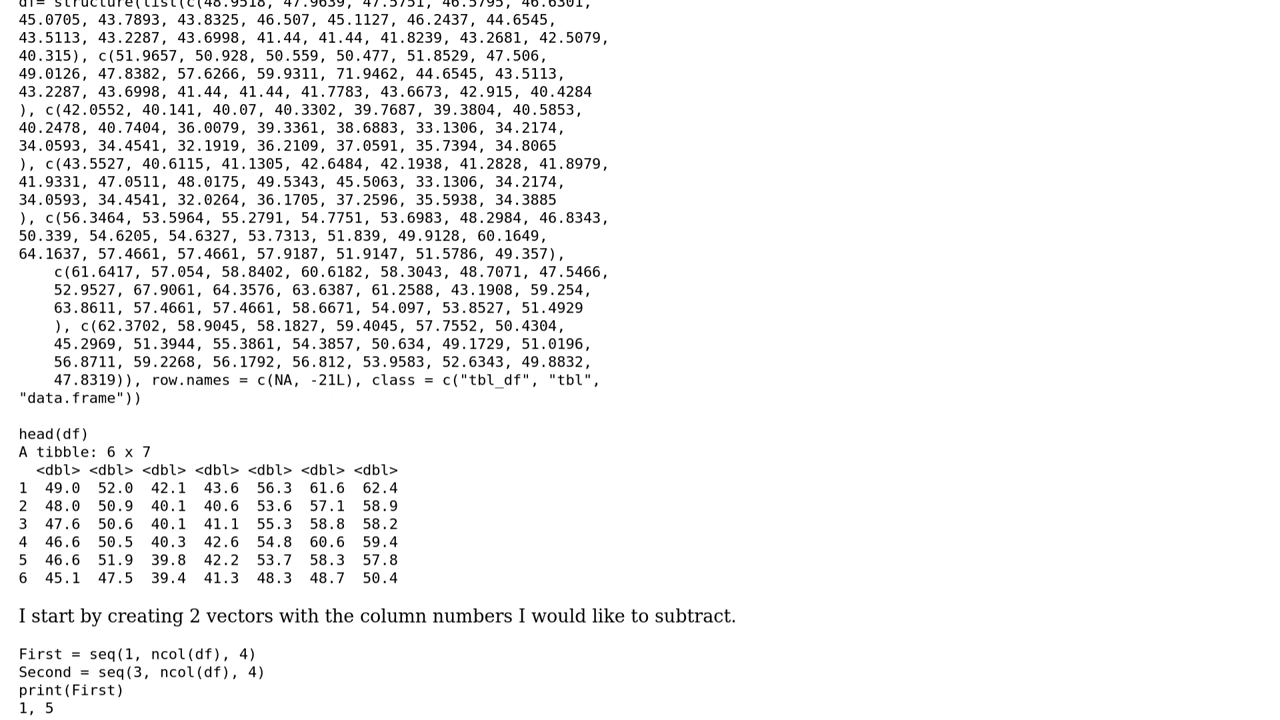 df= structure(list(c(48.9518, 47.9639, 47.5751, 46.5795, 46.6301,
45.0705, 43.7893, 43.8325, 46.507, 45.1127, 46.2437, 44.6545,
43.5113, 43.2287, 43.6998, 41.44, 41.44, 41.8239, 43.2681, 42.5079,
40.315), c(51.9657, 50.928, 50.559, 50.477, 51.8529, 47.506,
49.0126, 47.8382, 57.6266, 59.9311, 71.9462, 44.6545, 43.5113,
43.2287, 43.6998, 41.44, 41.44, 41.7783, 43.6673, 42.915, 40.4284
), c(42.0552, 40.141, 40.07, 40.3302, 39.7687, 39.3804, 40.5853,
40.2478, 40.7404, 36.0079, 39.3361, 38.6883, 33.1306, 34.2174,
34.0593, 34.4541, 32.1919, 36.2109, 37.0591, 35.7394, 34.8065
), c(43.5527, 40.6115, 41.1305, 42.6484, 42.1938, 41.2828, 41.8979,
41.9331, 47.0511, 48.0175, 49.5343, 45.5063, 33.1306, 34.2174,
34.0593, 34.4541, 32.0264, 36.1705, 37.2596, 35.5938, 34.3885
), c(56.3464, 53.5964, 55.2791, 54.7751, 53.6983, 48.2984, 46.8343,
50.339, 54.6205, 54.6327, 53.7313, 51.839, 49.9128, 60.1649,
64.1637, 57.4661, 57.4661, 57.9187, 51.9147, 51.5786, 49.357),
c(61.6417, 57.054, 58.8402, 60.6182, 58.3043, 48.7071, 47.5466,
52.9527, 67.9061, 64.3576, 63.6387, 61.2588, 43.1908, 59.254,
63.8611, 57.4661, 57.4661, 58.6671, 54.097, 53.8527, 51.4929
), c(62.3702, 58.9045, 58.1827, 59.4045, 57.7552, 50.4304,
45.2969, 51.3944, 55.3861, 54.3857, 50.634, 49.1729, 51.0196,
56.8711, 59.2268, 56.1792, 56.812, 53.9583, 52.6343, 49.8832,
47.8319)), row.names = c(NA, -21L), class = c("tbl_df", "tbl",
"data.frame"))
head(df)
A tibble: 6 x 7
<dbl> <dbl> <dbl> <dbl> <dbl> <dbl> <dbl>
1 49.0 52.0 42.1 43.6 56.3 61.6 62.4
2 48.0 50.9 40.1 40.6 53.6 57.1 58.9
3 47.6 50.6 40.1 41.1 55.3 58.8 58.2
4 46.6 50.5 40.3 42.6 54.8 60.6 59.4
5 46.6 51.9 39.8 42.2 53.7 58.3 57.8
6 45.1 47.5 39.4 41.3 48.3 48.7 50.4
I start by creating 2 vectors with the column numbers I would like to subtract.
First = seq(1, ncol(df), 4)
Second = seq(3, ncol(df), 4)
print(First)
1, 5